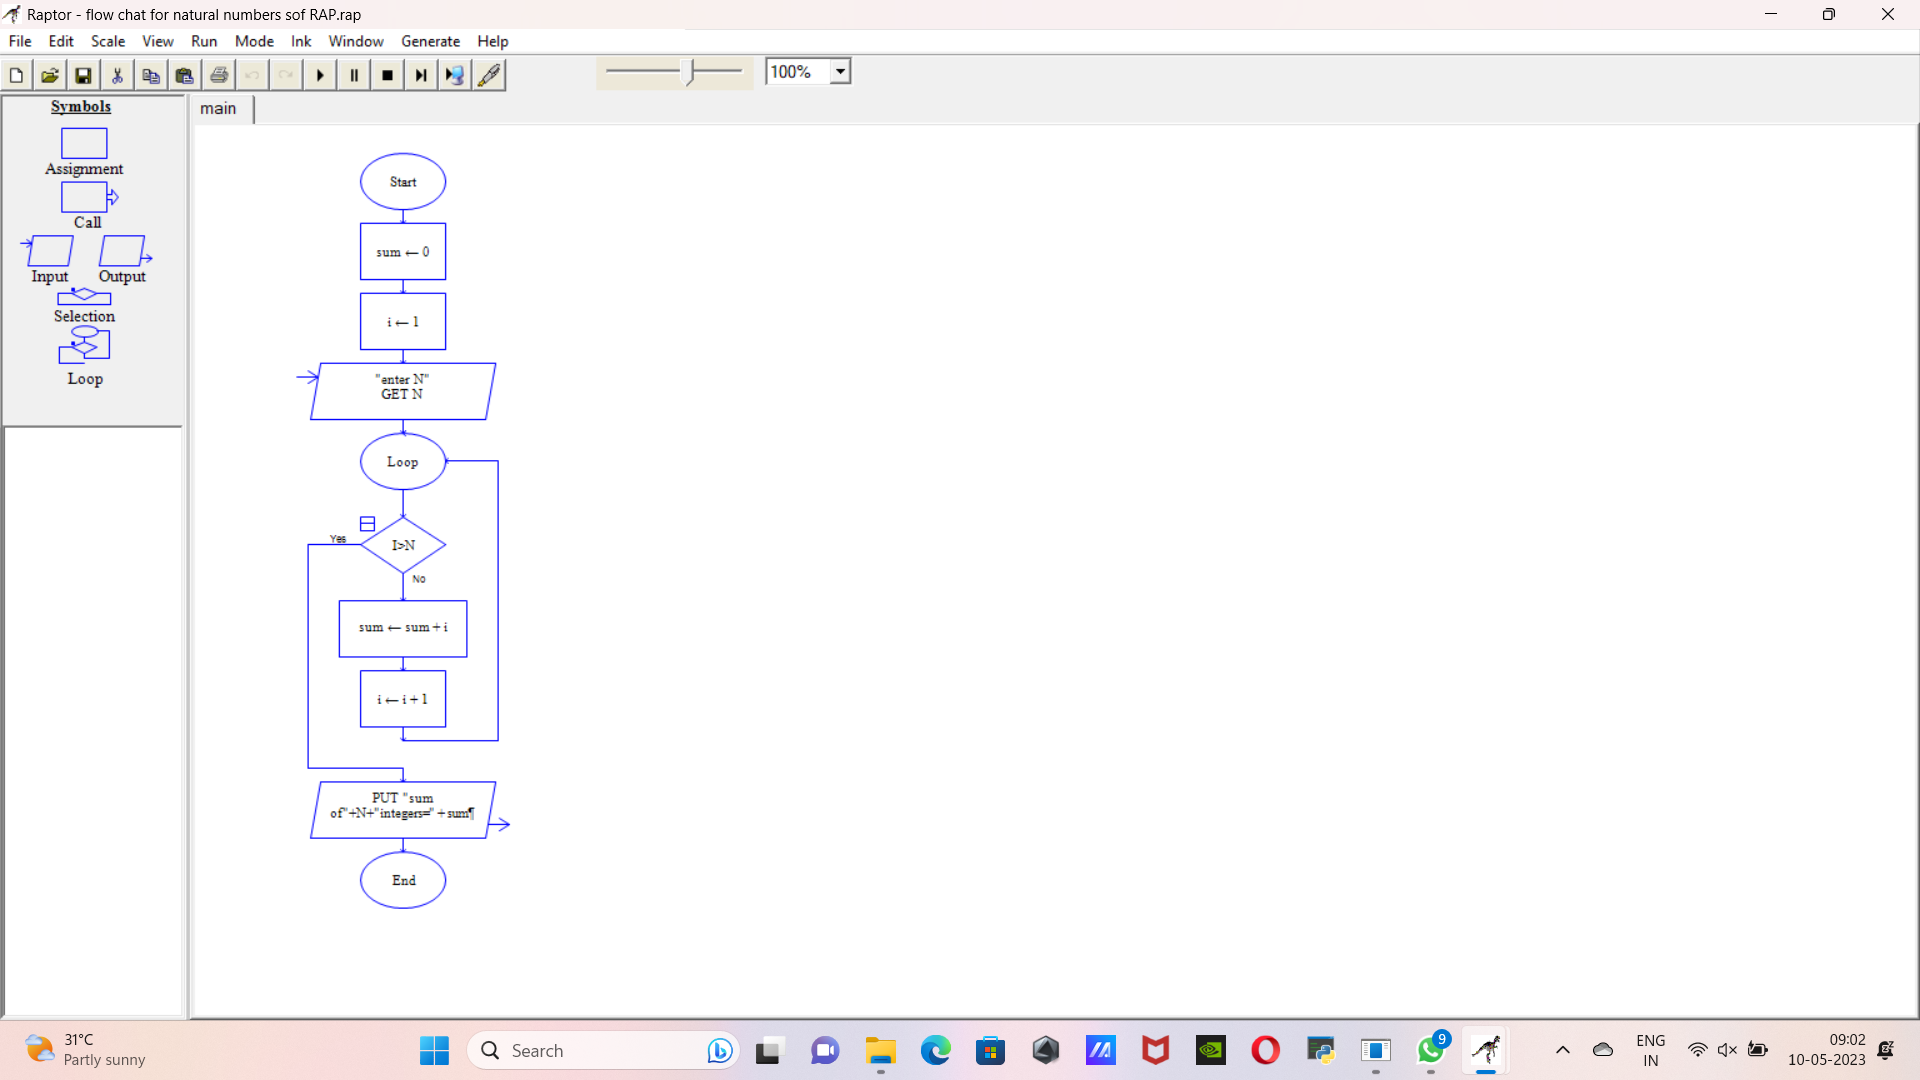 Raptor - flow chat for natural numbers sof RAP.rap
File Edit Scale View Run Mode Ink Window Generate Help
100%
Symbols
Assignment
Call
Input Output
Selection
Loop
main
Start
sum ← 0
i ← 1
"enter N"
GET N
Loop
Yes
I>N
No
sum ← sum + i
i ← i + 1
PUT "sum
of"+N+"integers=" + sum¶
End
31°C
Partly sunny
Search
9
ENG
IN
09:02
10-05-2023